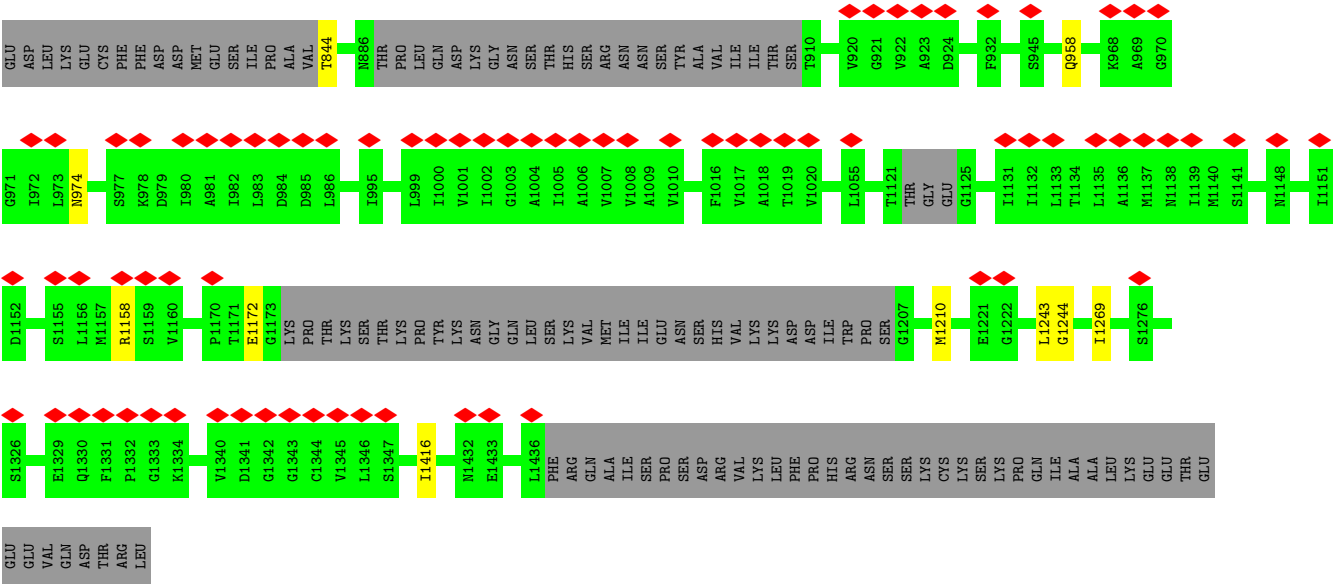 GLU ASP LEU LYS GLU CYS PHE PHE ASP ASP MET GLU SER ILE PRO ALA VAL T844 N886 THR PRO LEU GLN ASP LYS GLY ASN SER THR HIS SER ARG ASN ASN SER TYR ALA VAL ILE ILE THR SER T910 V920 G921 V922 A923 D924 F932 S945 Q958 K968 A969 G970
G971 I972 L973 N974 S977 K978 D979 I980 A981 I982 L983 D984 D985 L986 I995 L999 I1000 V1001 I1002 G1003 A1004 I1005 A1006 V1007 V1008 A1009 V1010 F1016 V1017 A1018 T1019 V1020 L1055 T1121 THR GLY GLU G1125 I1131 I1132 L1133 T1134 L1135 A1136 M1137 N1138 I1139 M1140 S1141 N1148 I1151
D1152 S1155 L1156 M1157 R1158 S1159 V1160 P1170 T1171 E1172 G1173 LYS PRO THR LYS SER THR LYS PRO TYR LYS ASN GLY GLN LEU SER LYS VAL MET ILE ILE GLU ASN SER HIS VAL LYS LYS ASP ASP ILE TRP PRO SER G1207 M1210 E1221 G1222 L1243 G1244 I1269 S1276
S1326 E1329 Q1330 F1331 P1332 G1333 K1334 V1340 D1341 G1342 G1343 C1344 V1345 L1346 S1347 I1416 N1432 E1433 L1436 PHE ARG GLN ALA ILE SER PRO SER ASP ARG VAL LYS LEU PHE PRO HIS ARG ASN SER SER LYS CYS LYS SER LYS PRO GLN ILE ALA ALA LEU LYS GLU GLU THR GLU
GLU GLU VAL GLN ASP THR ARG LEU